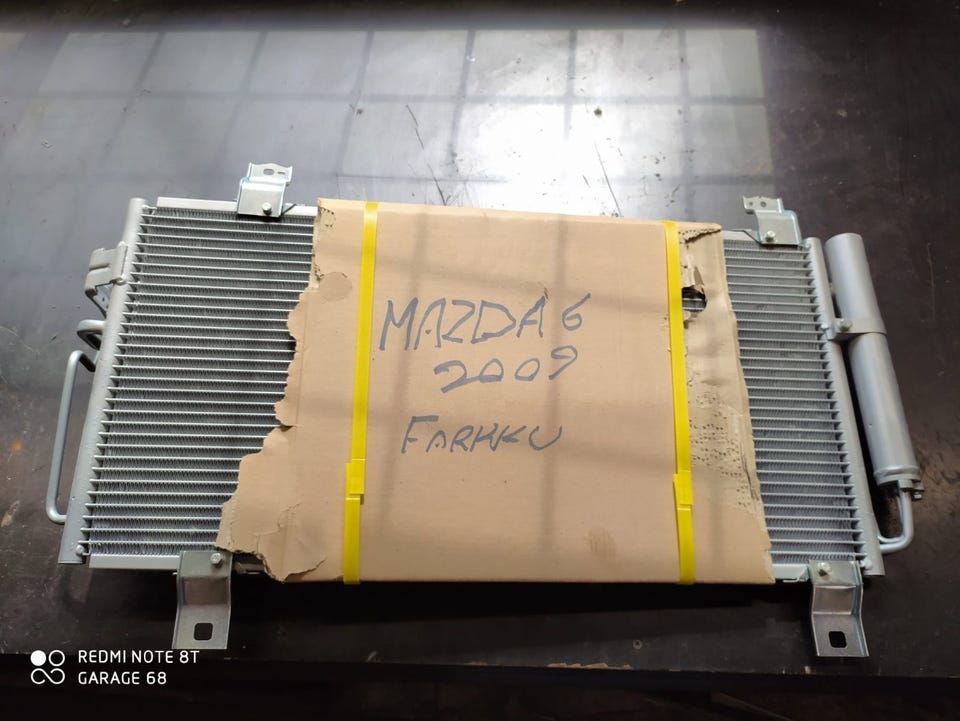 MAZDA 6
2009
FARKKU
REDMI NOTE 8T
GARAGE 68